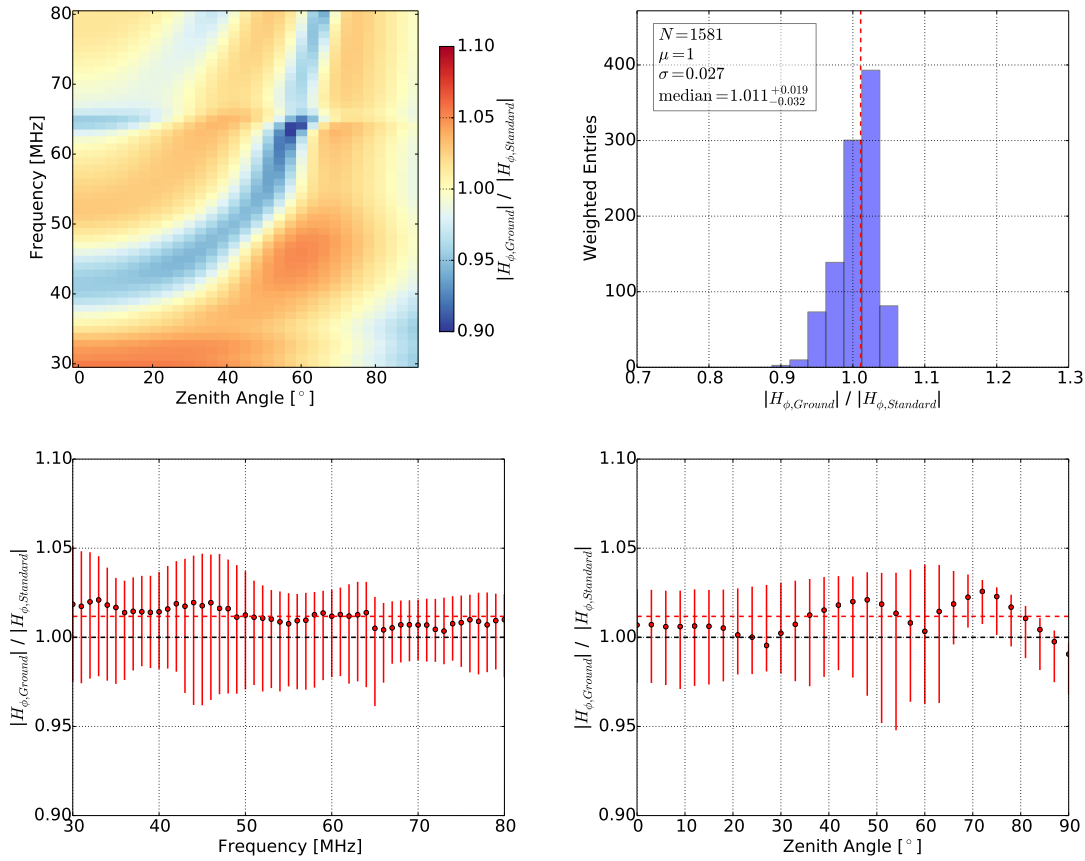 80
70
60
50
40
30
Frequency [MHz]
0 20 40 60 80
Zenith Angle [°]
1.10
1.05
1.00
0.95
0.90
|H_{ϕ,Ground}| / |H_{ϕ,Standard}|
N=1581
μ=1
σ=0.027
median=1.011^{+0.019}_{-0.032}
400
300
200
100
0
Weighted Entries
0.7 0.8 0.9 1.0 1.1 1.2 1.3
|H_{ϕ,Ground}| / |H_{ϕ,Standard}|
1.10
1.05
1.00
0.95
0.90
|H_{ϕ,Ground}| / |H_{ϕ,Standard}|
30 40 50 60 70 80
Frequency [MHz]
1.10
1.05
1.00
0.95
0.90
|H_{ϕ,Ground}| / |H_{ϕ,Standard}|
0 10 20 30 40 50 60 70 80 90
Zenith Angle [°]